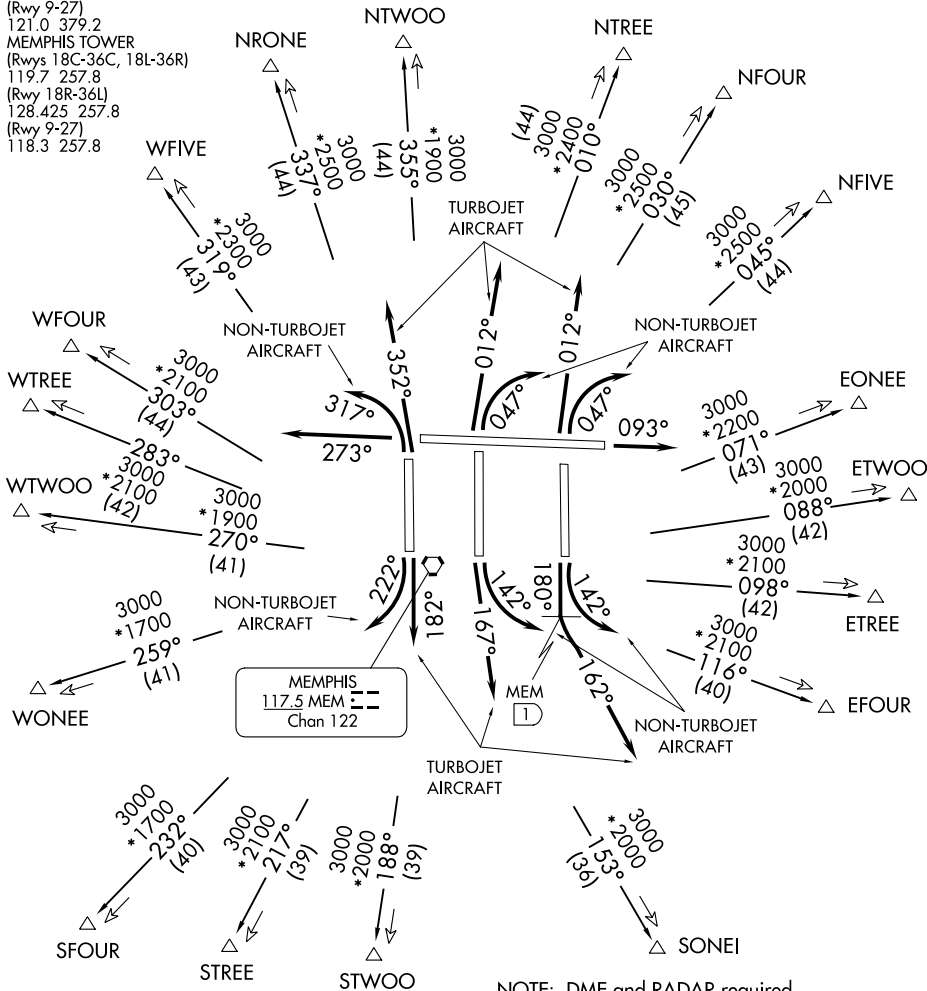 (Rwy 9-27)
121.0 379.2
MEMPHIS TOWER
(Rwys 18C-36C, 18L-36R)
119.7 257.8
(Rwy 18R-36L)
128.425 257.8
(Rwy 9-27)
118.3 257.8
NTWOO
3000
*1900
355°
(44)
NRONE
3000
*2500
337°
(44)
NTREE
(44)
3000
*2400
010°
NFOUR
3000
*2500
030°
(45)
WFIVE
3000
*2300
319°
(43)
NFIVE
3000
*2500
045°
(44)
TURBOJET
AIRCRAFT
NON-TURBOJET
AIRCRAFT
NON-TURBOJET
AIRCRAFT
WFOUR
3000
*2100
303°
(44)
WTREE
283°
3000
*2100
(42)
WTWOO
3000
*1900
270°
(41)
352°
012°
012°
317°
047°
047°
273°
093°
EONEE
3000
*2200
071°
(43)
ETWOO
3000
*2000
088°
(42)
3000
*2100
098°
(42)
ETREE
3000
*2100
116°
(40)
EFOUR
NON-TURBOJET
AIRCRAFT
222°
182°
142°
167°
180°
142°
162°
3000
*1700
259°
(41)
WONEE
MEMPHIS
117.5 MEM
Chan 122
MEM
1
NON-TURBOJET
AIRCRAFT
TURBOJET
AIRCRAFT
3000
*1700
232°
(40)
SFOUR
3000
*2100
217°
(39)
STREE
3000
*2000
188°
(39)
STWOO
3000
*2000
153°
(36)
SONEI
NOTE: DME and RADAR required.